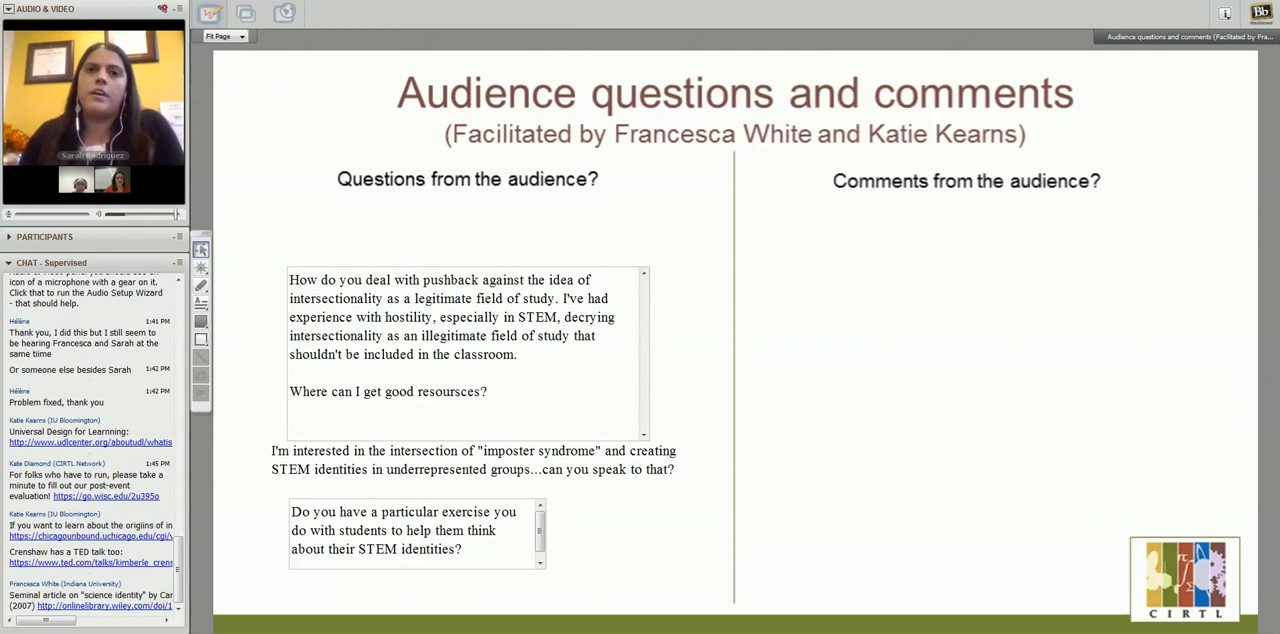 AUDIO & VIDEO
Sarah Rodriguez
PARTICIPANTS
CHAT - Supervised
icon of a microphone with a gear on it.
Click that to run the Audio Setup Wizard
- that should help.
Hélène 1:41 PM
Thank you, I did this but I still seem to
be hearing Francesca and Sarah at the
same tiime
Or someone else besides Sarah 1:42 PM
Hélène 1:42 PM
Problem fixed, thank you
Katie Kearns (IU Bloomington)
Universal Design for Learnning:
http://www.udlcenter.org/aboutudl/whatis
Kate Diamond (CIRTL Network) 1:45 PM
For folks who have to run, please take a
minute to fill out our post-event
evaluation! https://go.wisc.edu/2u395o
Katie Kearns (IU Bloomington)
If you want to learn about the origiins of in
https://chicagounbound.uchicago.edu/cgi/v
Crenshaw has a TED talk too:
https://www.ted.com/talks/kimberle_crens
Francesca White (Indiana University)
Seminal article on "science identity" by Car
(2007) http://onlinelibrary.wiley.com/doi/1
Fit Page
Bb
Blackboard
Audience questions and comments (Facilitated by Fra...
Audience questions and comments
(Facilitated by Francesca White and Katie Kearns)
Questions from the audience?
How do you deal with pushback against the idea of
intersectionality as a legitimate field of study. I've had
experience with hostility, especially in STEM, decrying
intersectionality as an illegitimate field of study that
shouldn't be included in the classroom.
Where can I get good resoursces?
I'm interested in the intersection of "imposter syndrome" and creating
STEM identities in underrepresented groups...can you speak to that?
Do you have a particular exercise you
do with students to help them think
about their STEM identities?
Comments from the audience?
CIRTL